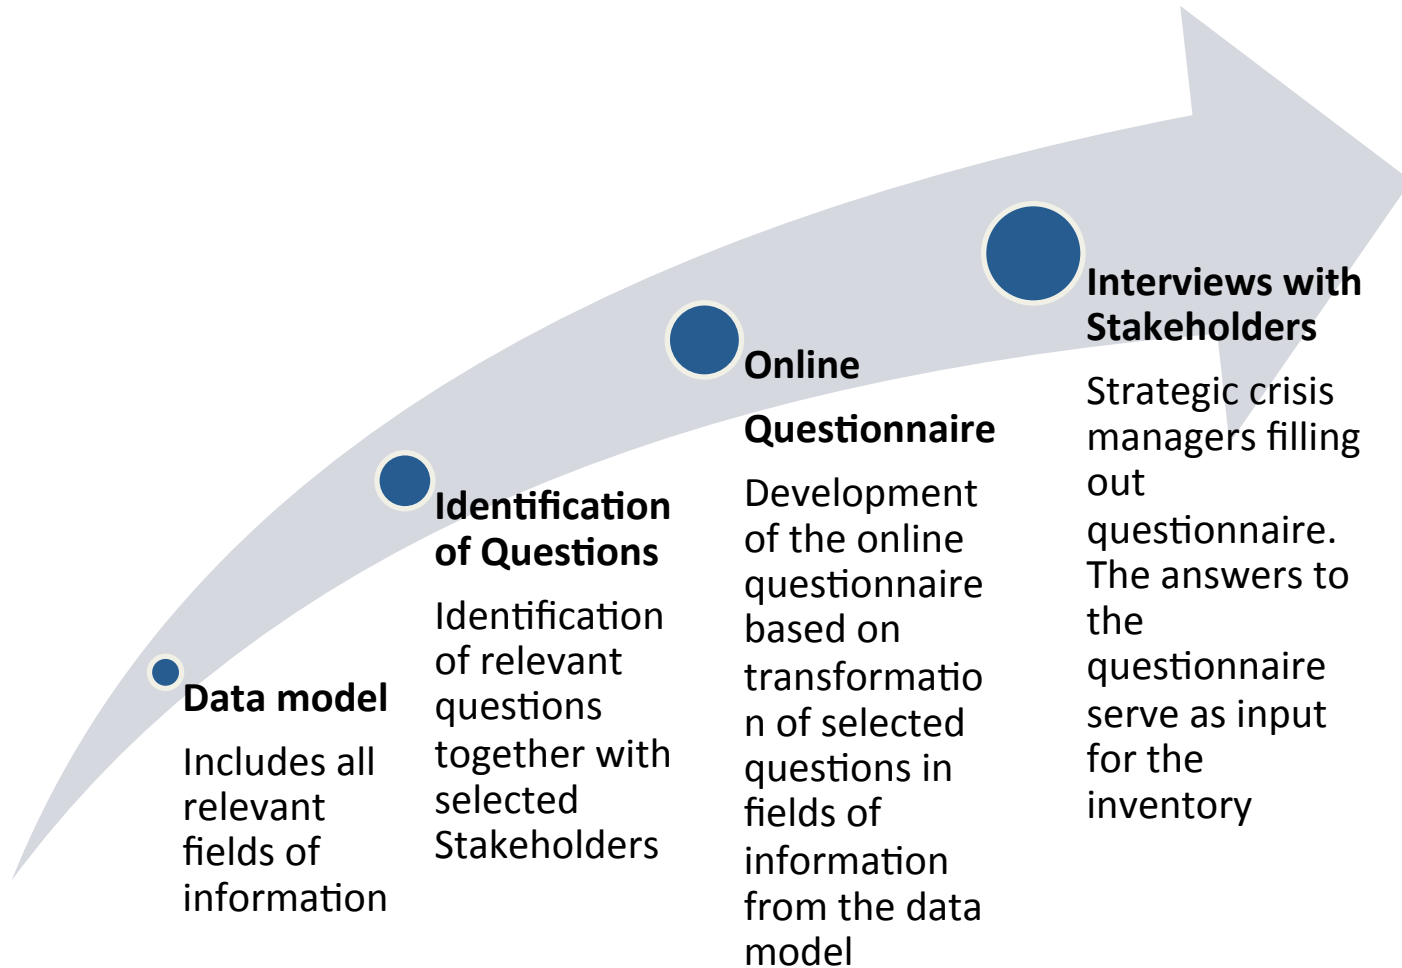 Data model
Includes all
relevant
fields of
information
Identification
of Questions
Identification
of relevant
questions
together with
selected
Stakeholders
Online
Questionnaire
Development
of the online
questionnaire
based on
transformatio
n of selected
questions in
fields of
information
from the data
model
Interviews with
Stakeholders
Strategic crisis
managers filling
out
questionnaire.
The answers to
the
questionnaire
serve as input
for the
inventory